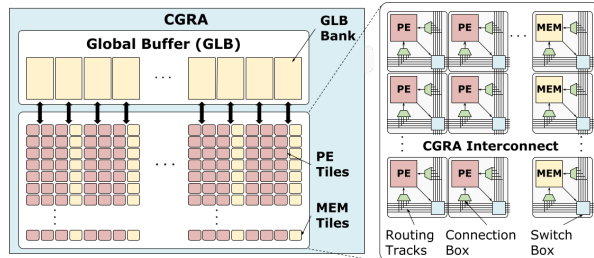 CGRA
Global Buffer (GLB)
GLB
Bank
. . .
PE
Tiles
MEM
Tiles
PE
PE
. . .
MEM
PE
PE
MEM
CGRA Interconnect
PE
PE
MEM
Routing
Tracks
Connection
Box
Switch
Box